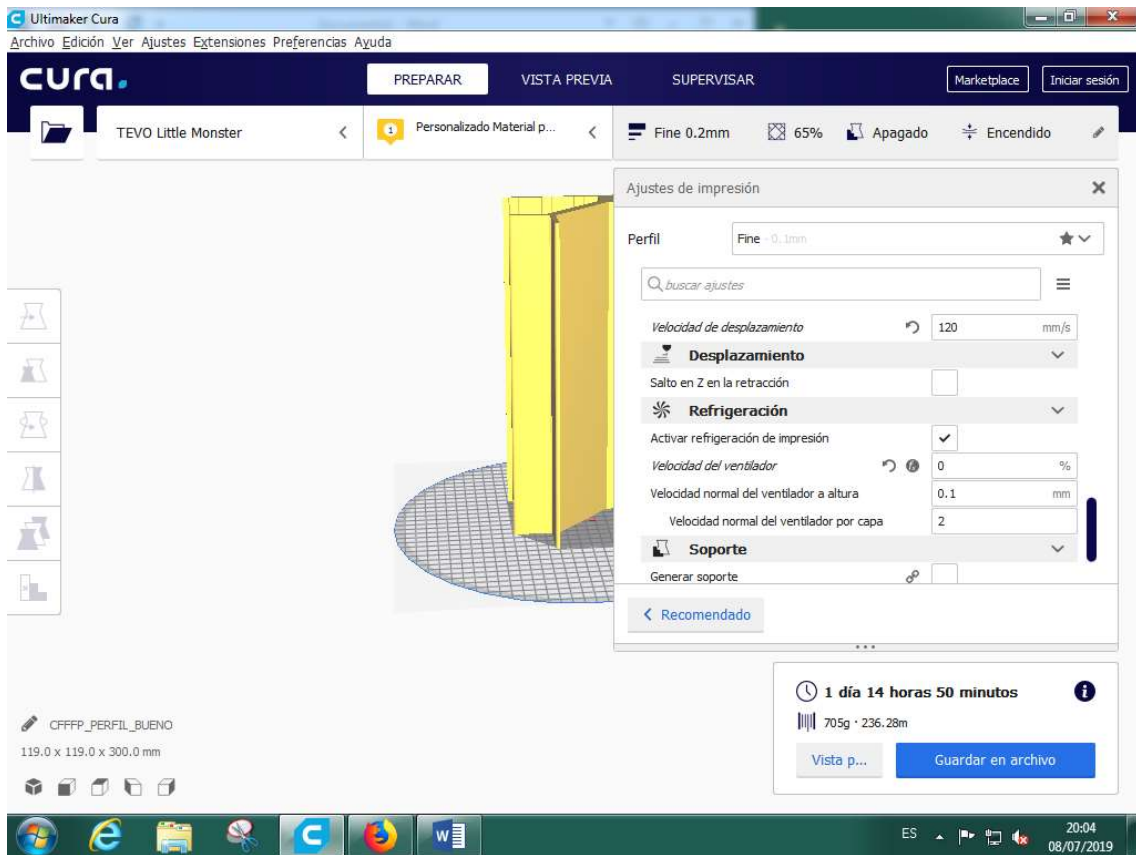 Ultimaker Cura
Archivo Edición Ver Ajustes Extensiones Preferencias Ayuda
cura.
PREPARAR VISTA PREVIA SUPERVISAR Marketplace Iniciar sesión
TEVO Little Monster 1 Personalizado Material p... Fine 0.2mm 65% Apagado Encendido
Ajustes de impresión
Perfil Fine - 0.1mm
buscar ajustes
Velocidad de desplazamiento 120 mm/s
Desplazamiento
Salto en Z en la retracción
Refrigeración
Activar refrigeración de impresión
Velocidad del ventilador 0 %
Velocidad normal del ventilador a altura 0.1 mm
Velocidad normal del ventilador por capa 2
Soporte
Generar soporte
Recomendado
1 día 14 horas 50 minutos
705g · 236.28m
Vista p... Guardar en archivo
CFFFP_PERFIL_BUENO
119.0 x 119.0 x 300.0 mm
ES 20:04
08/07/2019